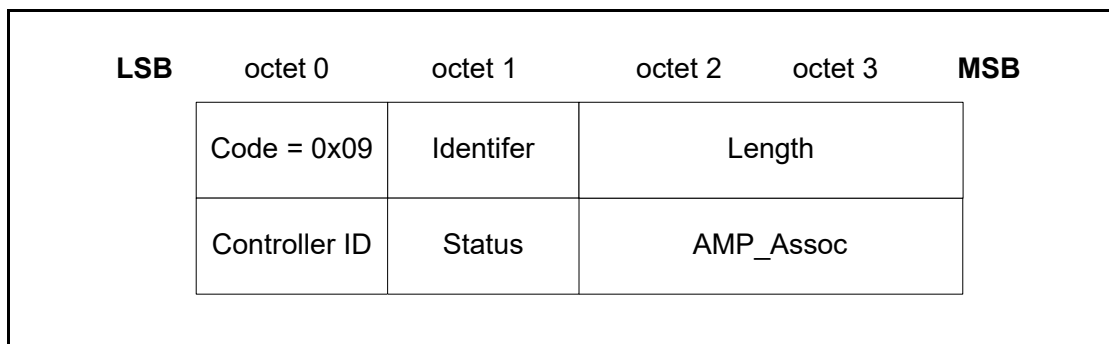 LSB octet 0 octet 1 octet 2 octet 3 MSB
Code = 0x09 Identifer Length
Controller ID Status AMP_Assoc